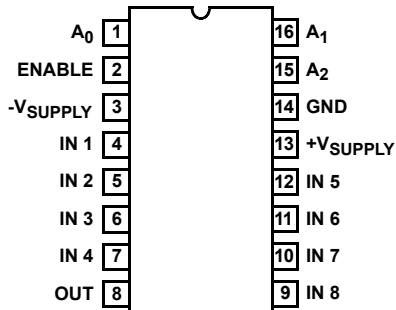 A0 1 16 A1
ENABLE 2 15 A2
-VSUPPLY 3 14 GND
IN 1 4 13 +VSUPPLY
IN 2 5 12 IN 5
IN 3 6 11 IN 6
IN 4 7 10 IN 7
OUT 8 9 IN 8